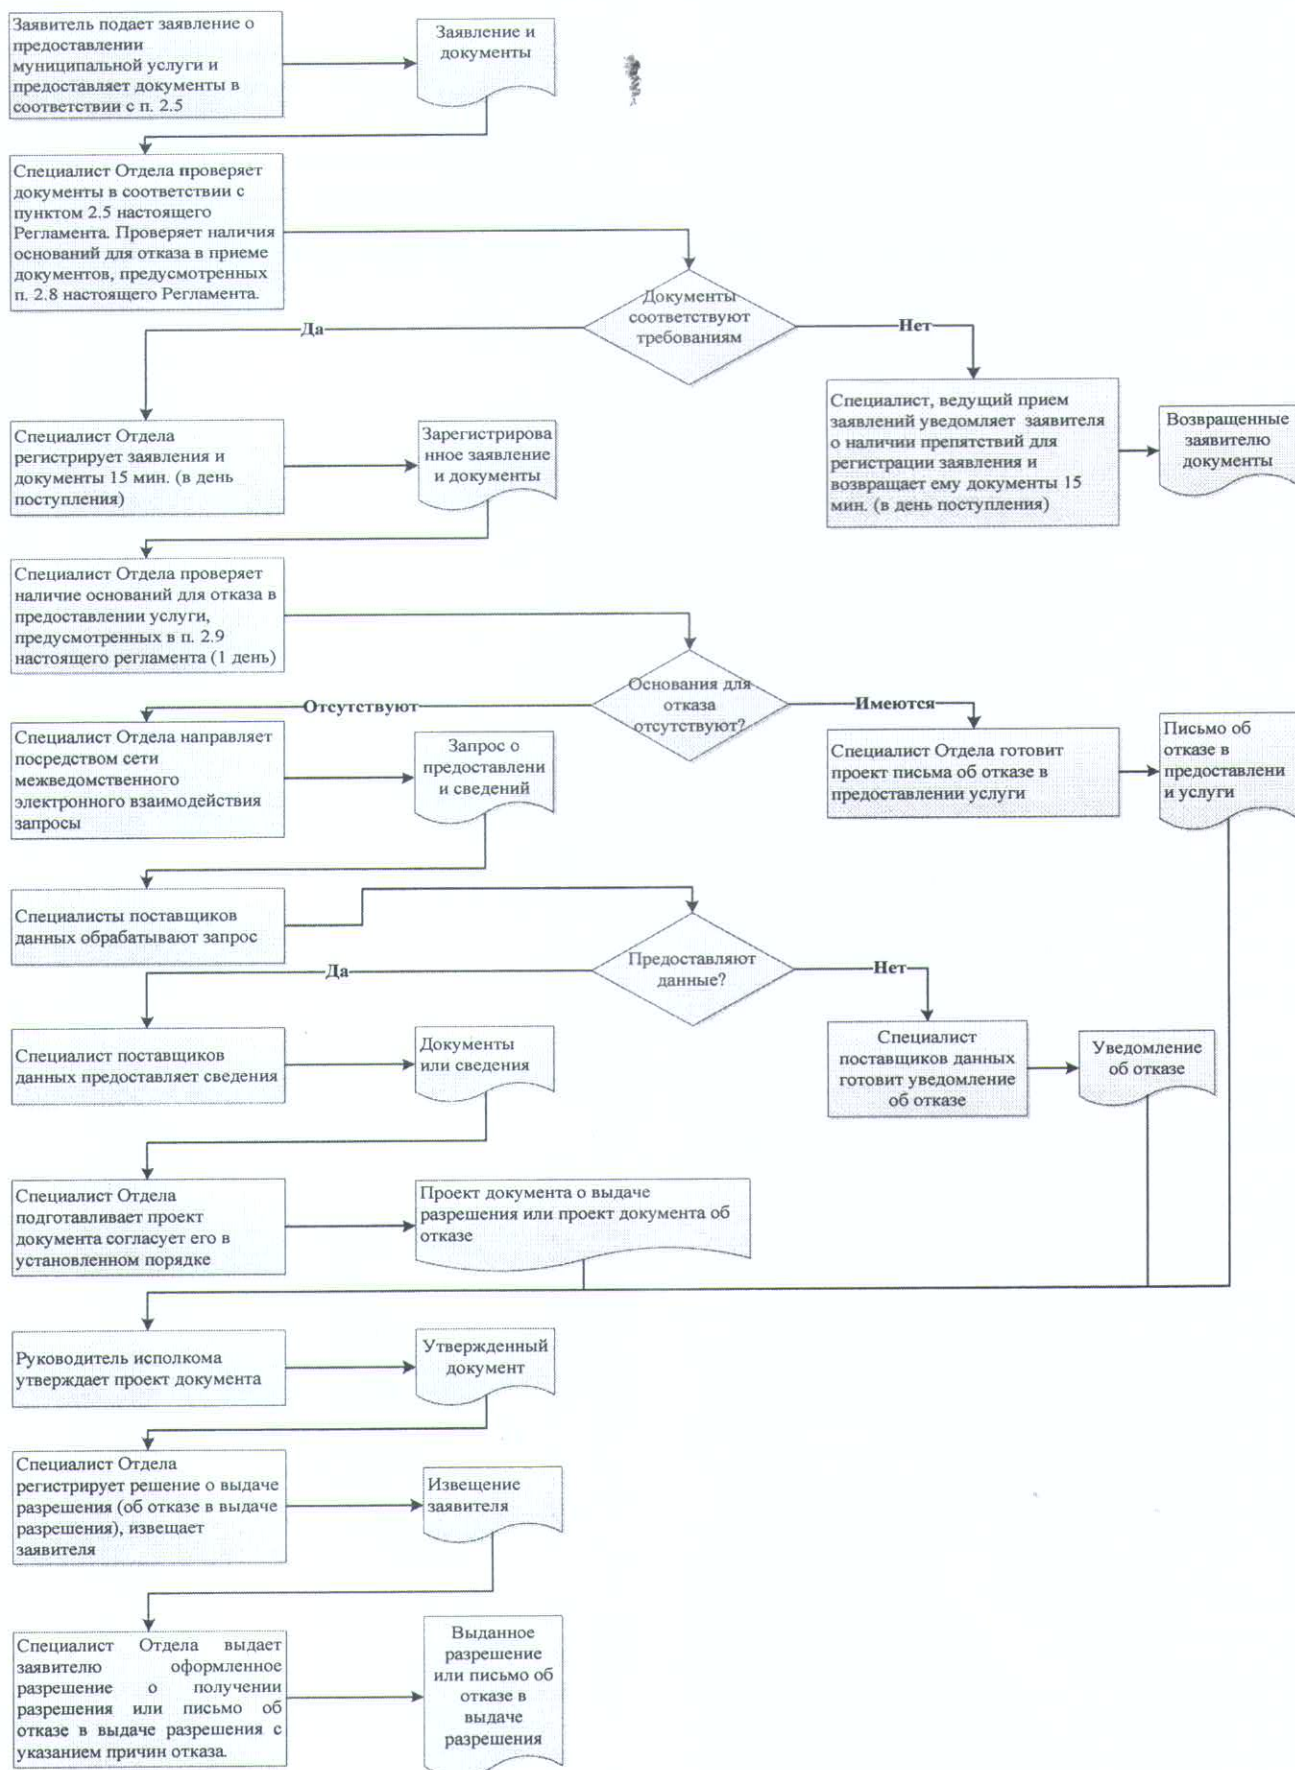 Заявитель подает заявление о
предоставлении
муниципальной услуги и
предоставляет документы в
соответствии с п. 2.5
Заявление и
документы
Специалист Отдела проверяет
документы в соответствии с
пунктом 2.5 настоящего
Регламента. Проверяет наличия
оснований для отказа в приеме
документов, предусмотренных
п. 2.8 настоящего Регламента.
Документы
соответствуют
требованиям
Да
Нет
Специалист Отдела
регистрирует заявления и
документы 15 мин. (в день
поступления)
Зарегистрирова
нное заявление
и документы
Специалист, ведущий прием
заявлений уведомляет заявителя
о наличии препятствий для
регистрации заявления и
возвращает ему документы 15
мин. (в день поступления)
Возвращенные
заявителю
документы
Специалист Отдела проверяет
наличие оснований для отказа в
предоставлении услуги,
предусмотренных в п. 2.9
настоящего регламента (1 день)
Основания для
отказа
отсутствуют?
Отсутствуют
Имеются
Специалист Отдела направляет
посредством сети
межведомственного
электронного взаимодействия
запросы
Запрос о
предоставлени
и сведений
Специалист Отдела готовит
проект письма об отказе в
предоставлении услуги
Письмо об
отказе в
предоставлени
и услуги
Специалисты поставщиков
данных обрабатывают запрос
Предоставляют
данные?
Да
Нет
Специалист поставщиков
данных предоставляет сведения
Документы
или сведения
Специалист
поставщиков данных
готовит уведомление
об отказе
Уведомление
об отказе
Специалист Отдела
подготавливает проект
документа согласует его в
установленном порядке
Проект документа о выдаче
разрешения или проект документа об
отказе
Руководитель исполкома
утверждает проект документа
Утвержденный
документ
Специалист Отдела
регистрирует решение о выдаче
разрешения (об отказе в выдаче
разрешения), извещает
заявителя
Извещение
заявителя
Специалист Отдела выдает
заявителю оформленное
разрешение о получении
разрешения или письмо об
отказе в выдаче разрешения с
указанием причин отказа.
Выданное
разрешение
или письмо об
отказе в
выдаче
разрешения